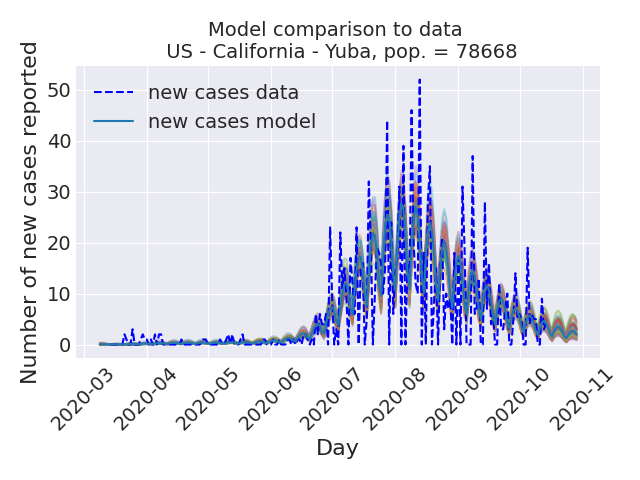 Model comparison to data
US - California - Yuba, pop. = 78668
Number of new cases reported
50
40
30
20
10
0
new cases data
new cases model
2020-03
2020-04
2020-05
2020-06
2020-07
2020-08
2020-09
2020-10
2020-11
Day